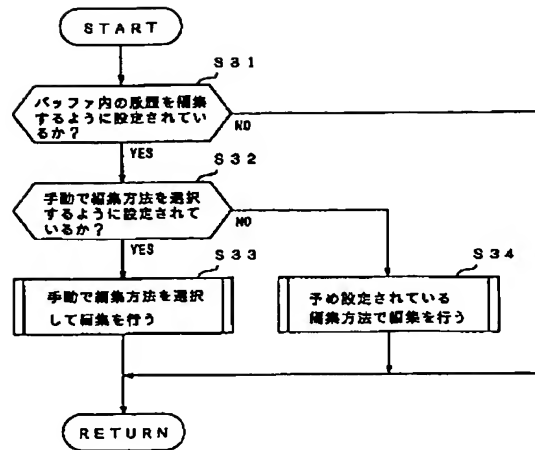 START
S31
バッファ内の履歴を編集
するように設定されてい
るか?
NO
YES
S32
手動で編集方法を選択
するように設定されて
いるか?
NO
YES
S33
手動で編集方法を選択
して編集を行う
S34
予め設定されている
編集方法で編集を行う
RETURN